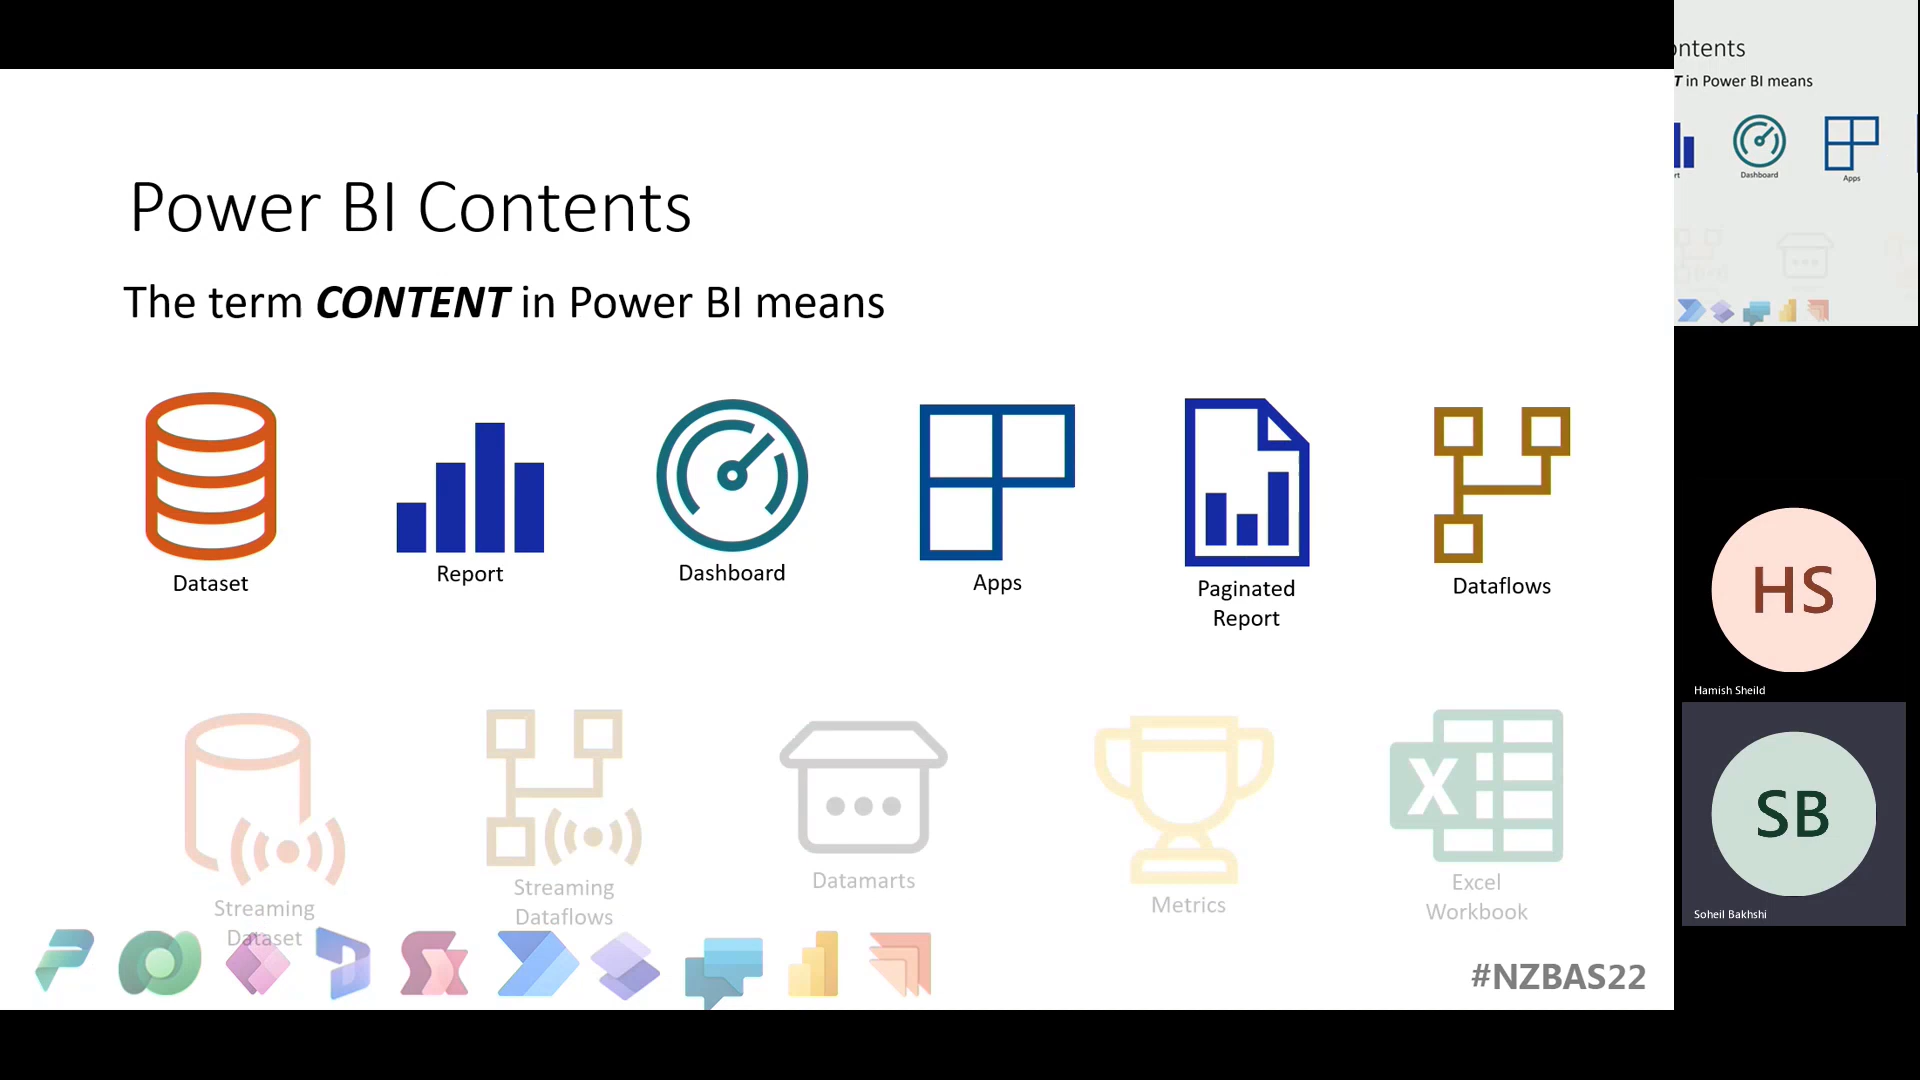 Power BI Contents
The term CONTENT in Power BI means
Dataset
Report
Dashboard
Apps
Paginated
Report
Dataflows
Streaming
Dataset
Streaming
Dataflows
Datamarts
Metrics
Excel
Workbook
#NZBAS22
ontents
T in Power BI means
rt
Dashboard
Apps
HS
Hamish Sheild
SB
Soheil Bakhshi